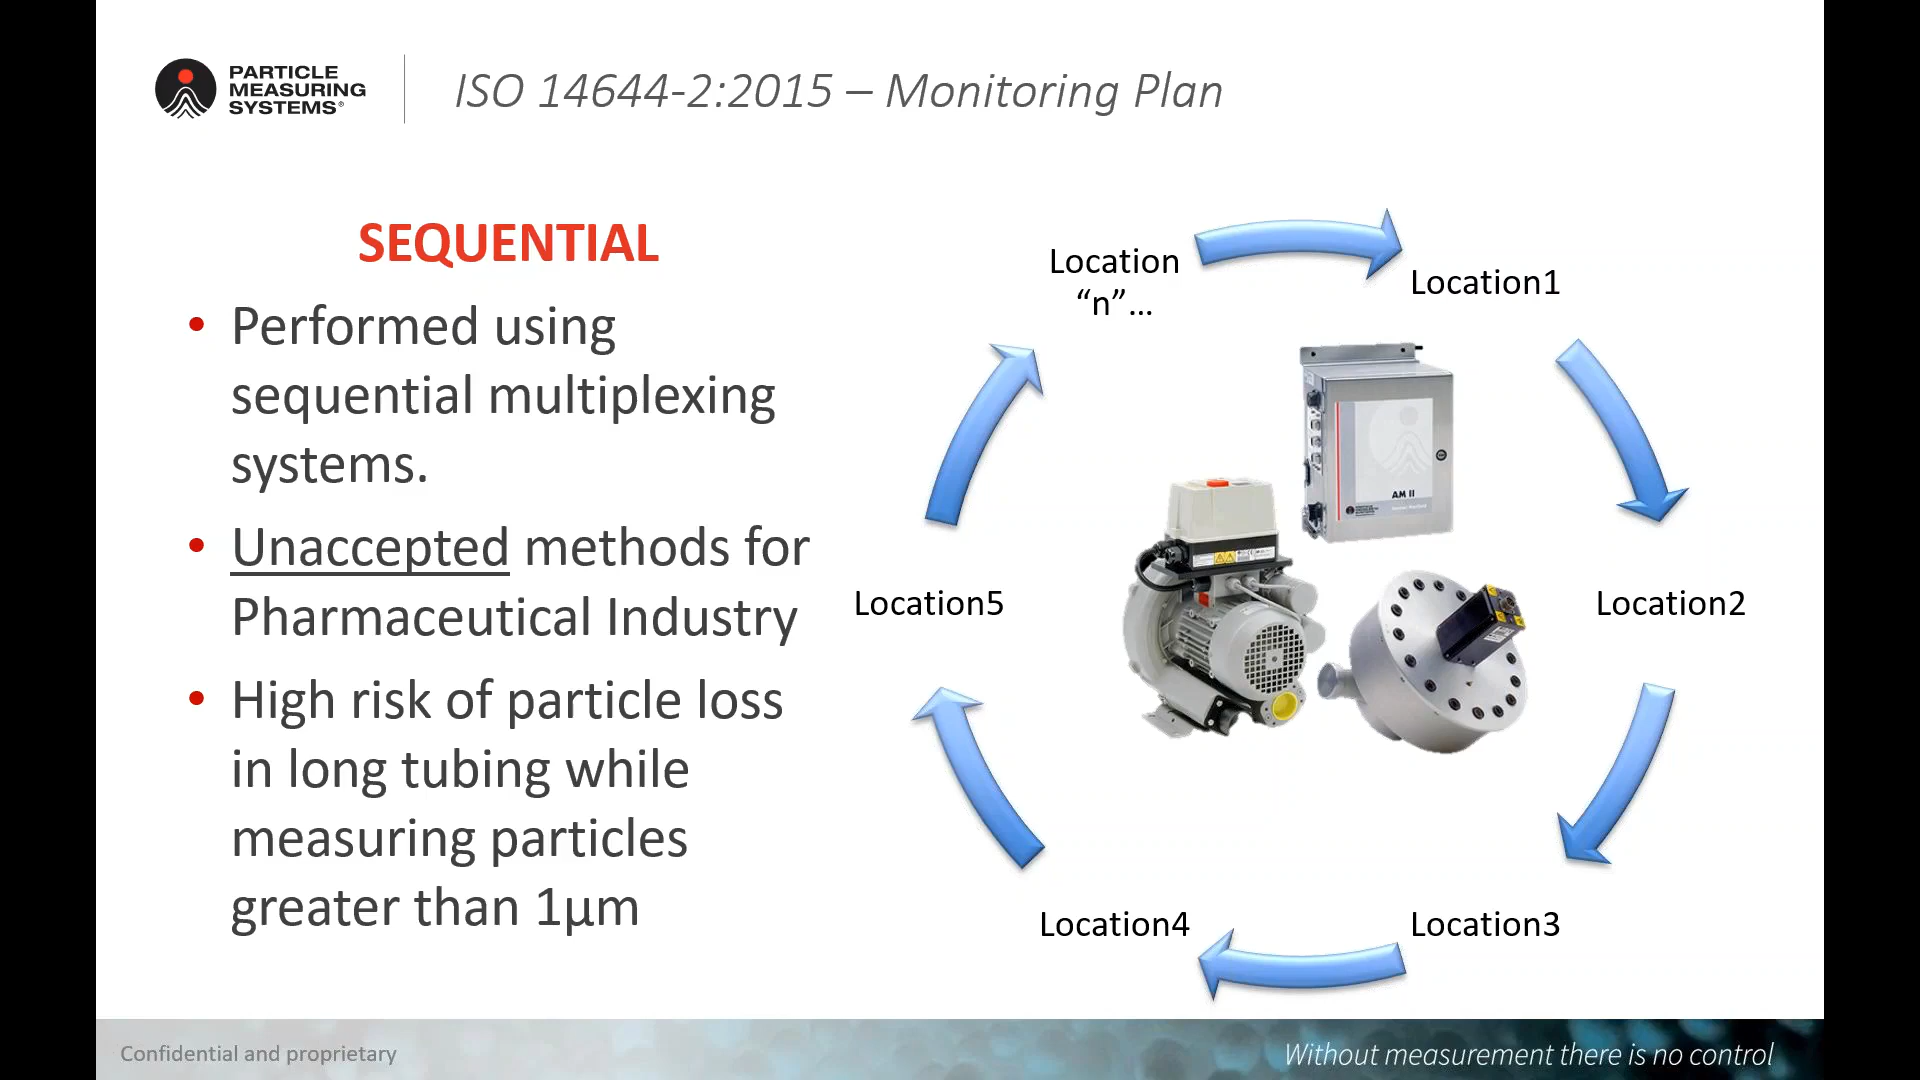 PARTICLE
MEASURING
SYSTEMS®
ISO 14644-2:2015 – Monitoring Plan
SEQUENTIAL
• Performed using
sequential multiplexing
systems.
• Unaccepted methods for
Pharmaceutical Industry
• High risk of particle loss
in long tubing while
measuring particles
greater than 1µm
Location
“n”…
Location1
Location2
Location3
Location4
Location5
AM II
Confidential and proprietary
Without measurement there is no control